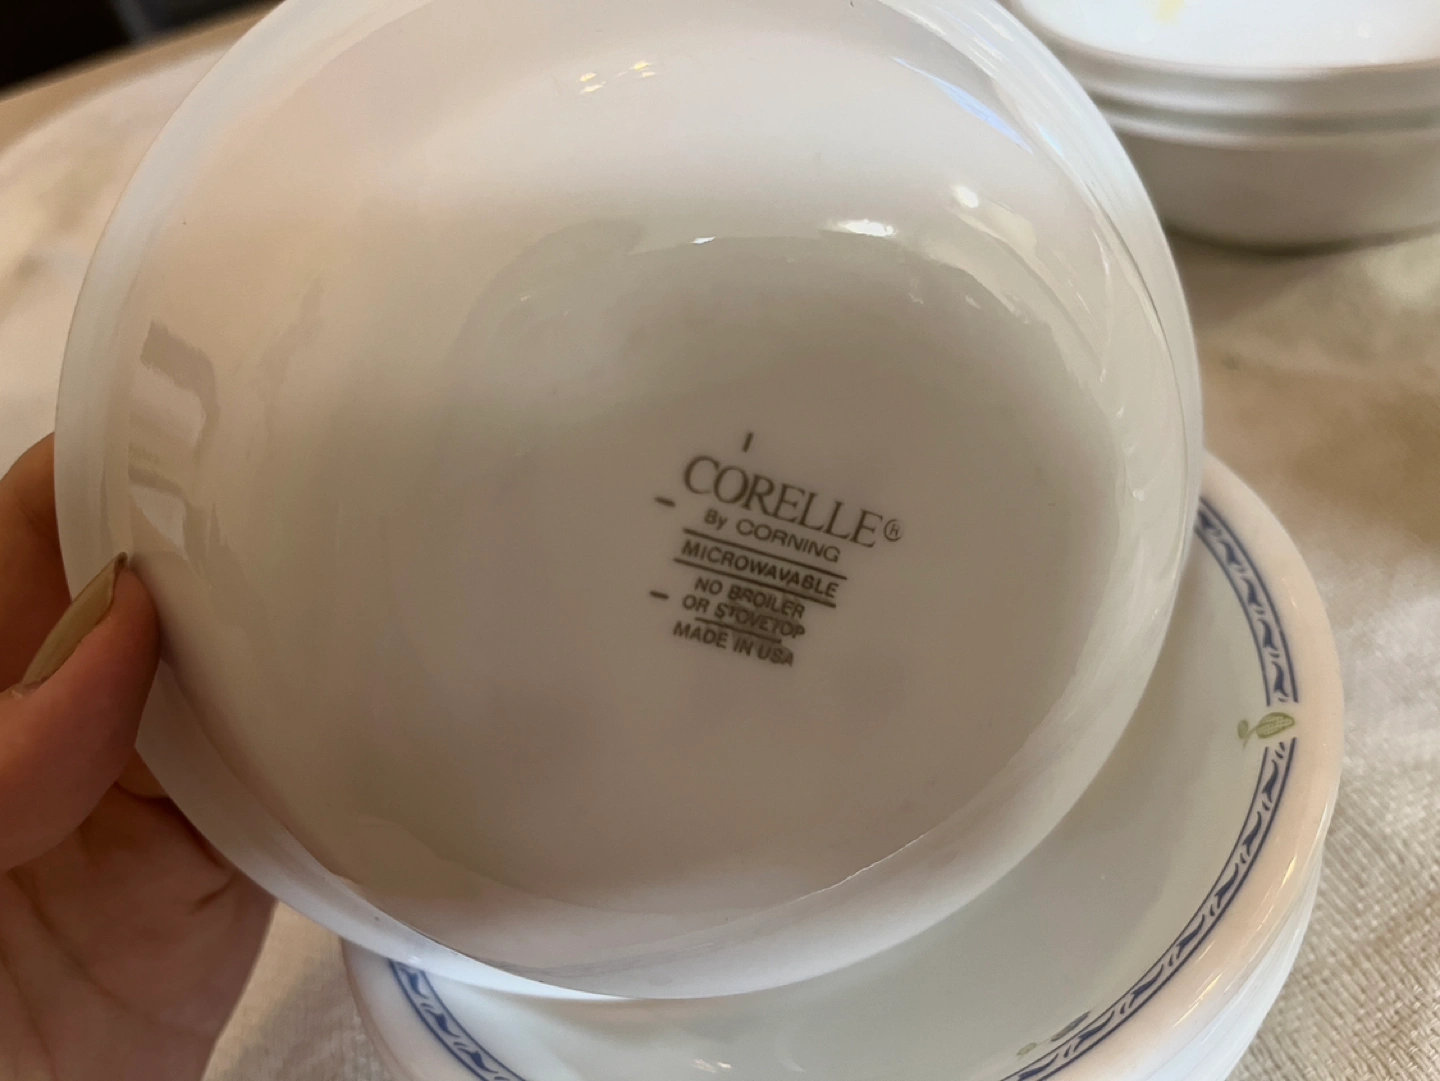 CORELLE®
By CORNING
MICROWAVABLE
NO BROILER
OR STOVETOP
MADE IN USA